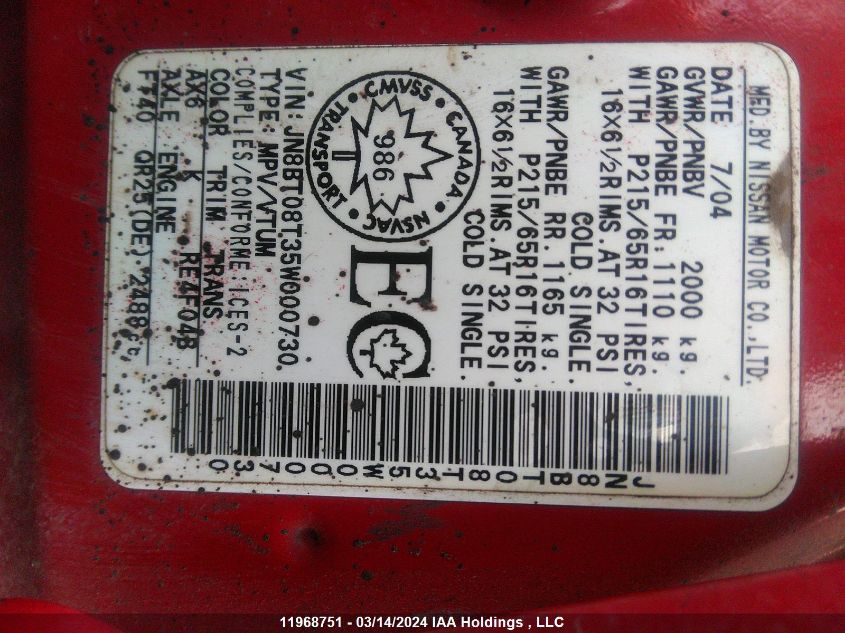 MFD.BY NISSAN MOTOR CO.,LTD.
DATE 7/04
GVWR/PNBV 2000 kg.
GAWR/PNBE FR: 1110 kg.
WITH P215/65R16TIRES,
16X6½RIMS.AT 32 PSI
COLD SINGLE.
GAWR/PNBE RR. 1165 kg.
WITH P215/65R16TIRES,
16X6½RIMS.AT 32 PSI
COLD SINGLE.
CMVSS • CANADA • NSVAC • TRANSPORT
986
EC
VIN: JN8BT08T35W000730.
TYPE: MPV/VTUM
COMPLIES/CONFORME:ICES-2
COLOR TRIM TRANS
AX6 K RE4F04B
AXLE ENGINE
F740 QR25(DE) 2488cc
JN8BT08T35W000730
11968751 - 03/14/2024 IAA Holdings , LLC